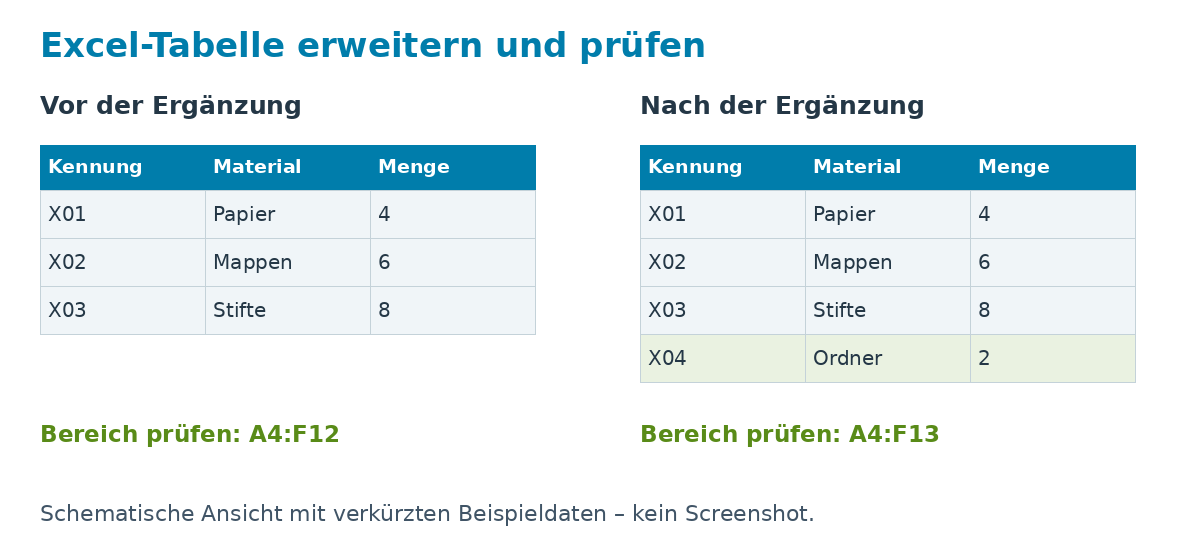 Excel-Tabelle erweitern und prüfen
Vor der Ergänzung
Kennung Material Menge
X01 Papier 4
X02 Mappen 6
X03 Stifte 8
Bereich prüfen: A4:F12
Nach der Ergänzung
Kennung Material Menge
X01 Papier 4
X02 Mappen 6
X03 Stifte 8
X04 Ordner 2
Bereich prüfen: A4:F13
Schematische Ansicht mit verkürzten Beispieldaten – kein Screenshot.